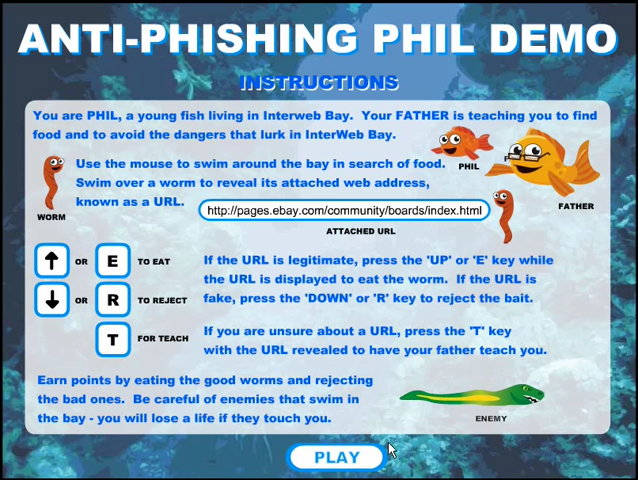 ANTI-PHISHING PHIL DEMO
INSTRUCTIONS
You are PHIL, a young fish living in Interweb Bay. Your FATHER is teaching you to find
food and to avoid the dangers that lurk in InterWeb Bay.
Use the mouse to swim around the bay in search of food.
Swim over a worm to reveal its attached web address,
known as a URL.
WORM
PHIL
FATHER
http://pages.ebay.com/community/boards/index.html
ATTACHED URL
↑ OR E TO EAT
↓ OR R TO REJECT
T FOR TEACH
If the URL is legitimate, press the 'UP' or 'E' key while
the URL is displayed to eat the worm. If the URL is
fake, press the 'DOWN' or 'R' key to reject the bait.
If you are unsure about a URL, press the 'T' key
with the URL revealed to have your father teach you.
Earn points by eating the good worms and rejecting
the bad ones. Be careful of enemies that swim in
the bay - you will lose a life if they touch you.
ENEMY
PLAY